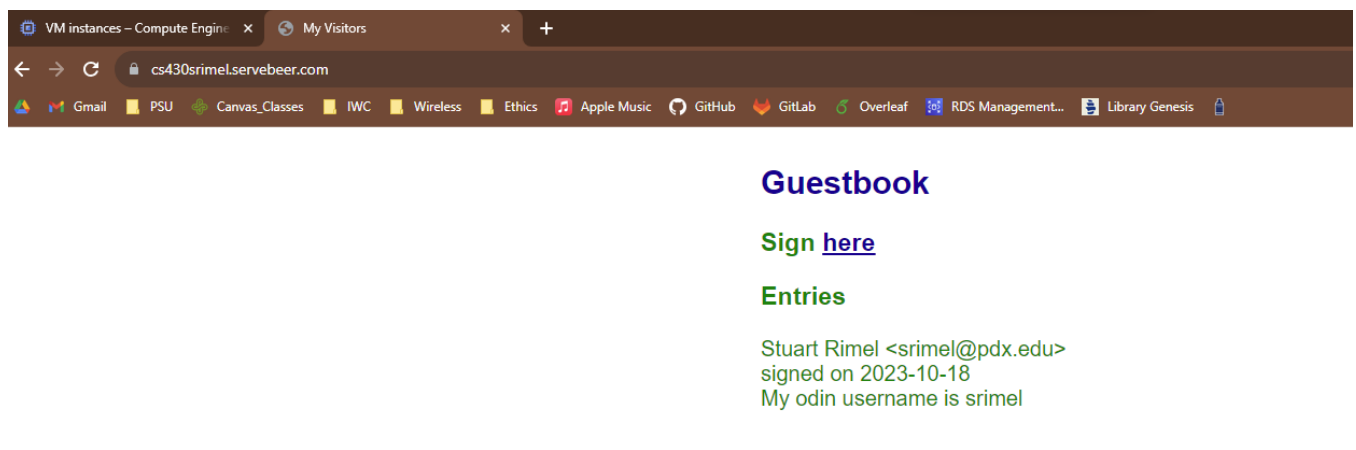 VM instances – Compute Engine
My Visitors
cs430srimel.servebeer.com
Gmail PSU Canvas_Classes IWC Wireless Ethics Apple Music GitHub GitLab Overleaf RDS Management... Library Genesis
Guestbook
Sign here
Entries
Stuart Rimel <srimel@pdx.edu>
signed on 2023-10-18
My odin username is srimel